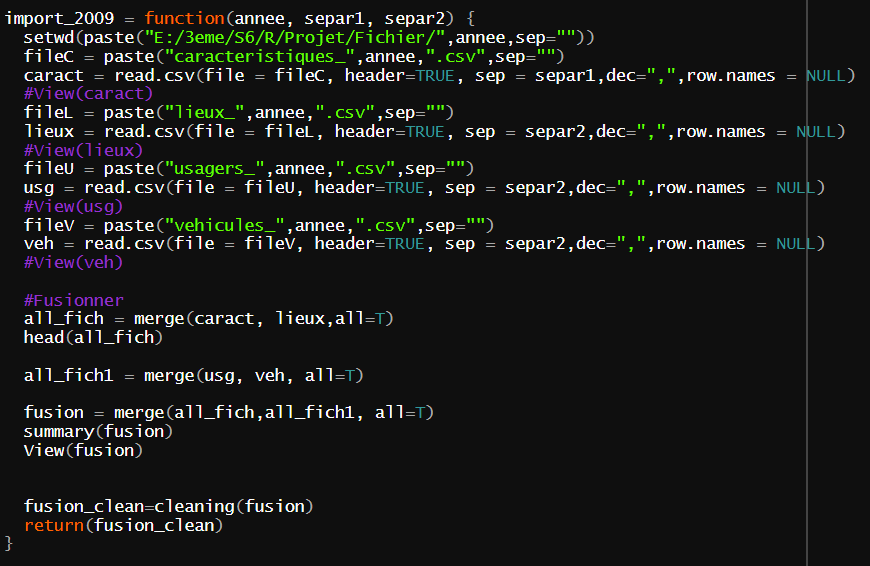 import_2009 = function(annee, separ1, separ2) {
  setwd(paste("E:/3eme/S6/R/Projet/Fichier/",annee,sep=""))
  fileC = paste("caracteristiques_",annee,".csv",sep="")
  caract = read.csv(file = fileC, header=TRUE, sep = separ1,dec=",",row.names = NULL)
  #View(caract)
  fileL = paste("lieux_",annee,".csv",sep="")
  lieux = read.csv(file = fileL, header=TRUE, sep = separ2,dec=",",row.names = NULL)
  #View(lieux)
  fileU = paste("usagers_",annee,".csv",sep="")
  usg = read.csv(file = fileU, header=TRUE, sep = separ2,dec=",",row.names = NULL)
  #View(usg)
  fileV = paste("vehicules_",annee,".csv",sep="")
  veh = read.csv(file = fileV, header=TRUE, sep = separ2,dec=",",row.names = NULL)
  #View(veh)
  #Fusionner
  all_fich = merge(caract, lieux,all=T)
  head(all_fich)
  all_fich1 = merge(usg, veh, all=T)
  fusion = merge(all_fich,all_fich1, all=T)
  summary(fusion)
  View(fusion)
  fusion_clean=cleaning(fusion)
  return(fusion_clean)
}